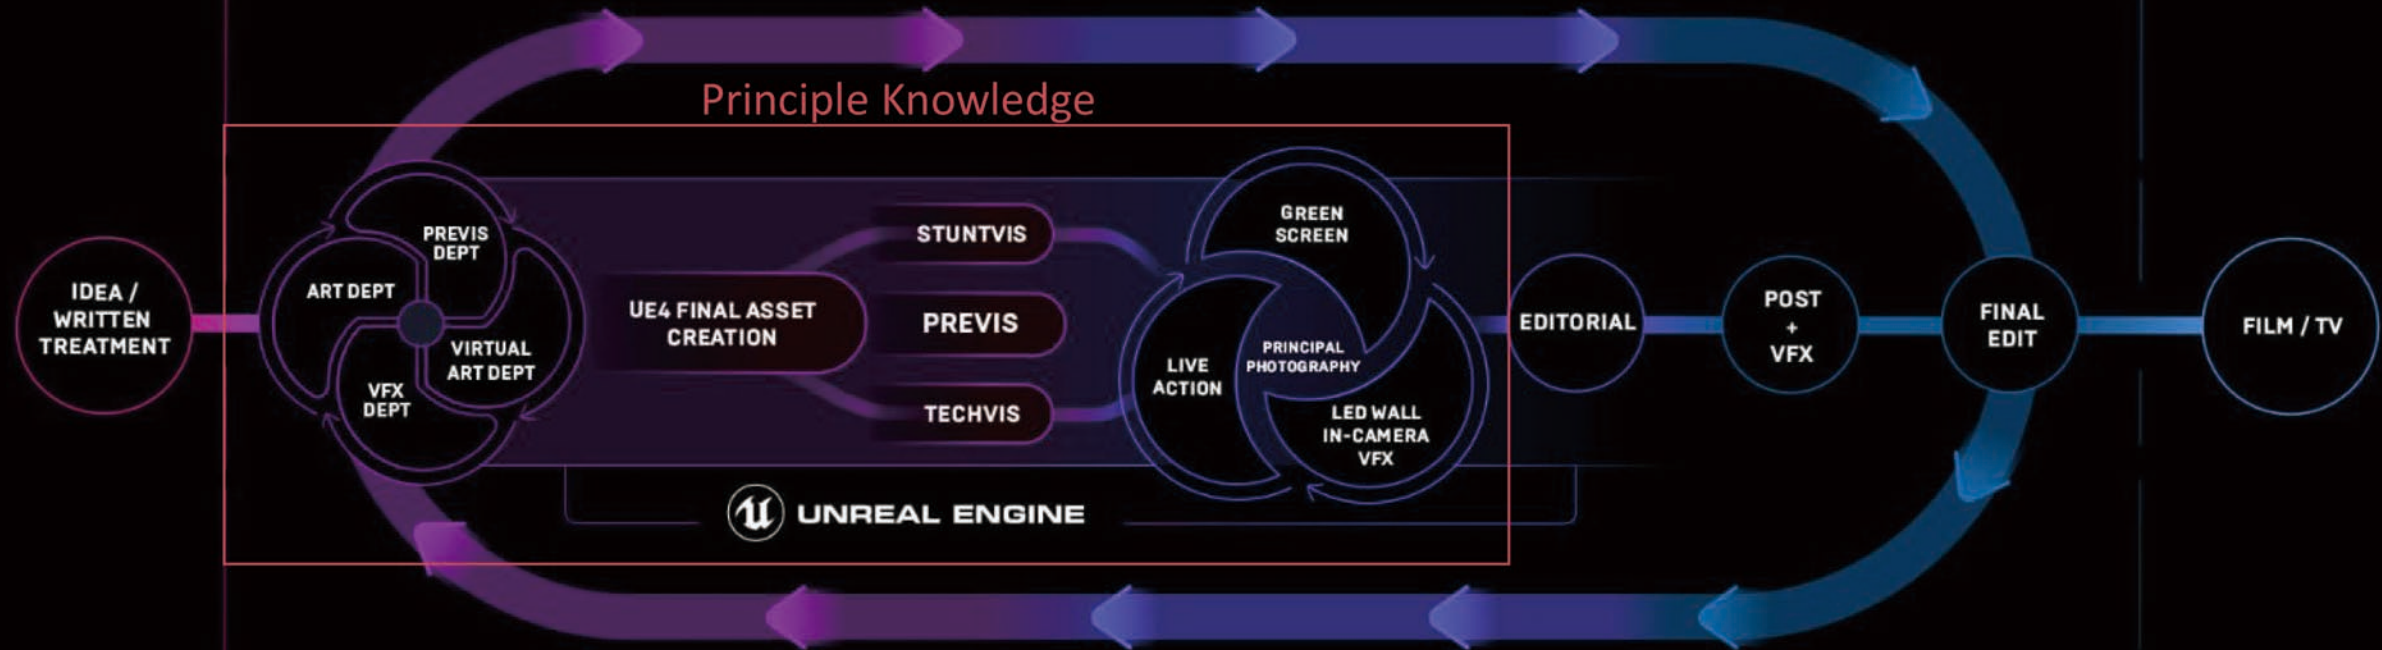 Principle Knowledge
IDEA /
WRITTEN
TREATMENT
PREVIS
DEPT
ART DEPT
VIRTUAL
ART DEPT
VFX
DEPT
UE4 FINAL ASSET
CREATION
STUNTVIS
PREVIS
TECHVIS
GREEN
SCREEN
LIVE
ACTION
PRINCIPAL
PHOTOGRAPHY
LED WALL
IN-CAMERA
VFX
EDITORIAL
POST
+
VFX
FINAL
EDIT
FILM / TV
UNREAL ENGINE